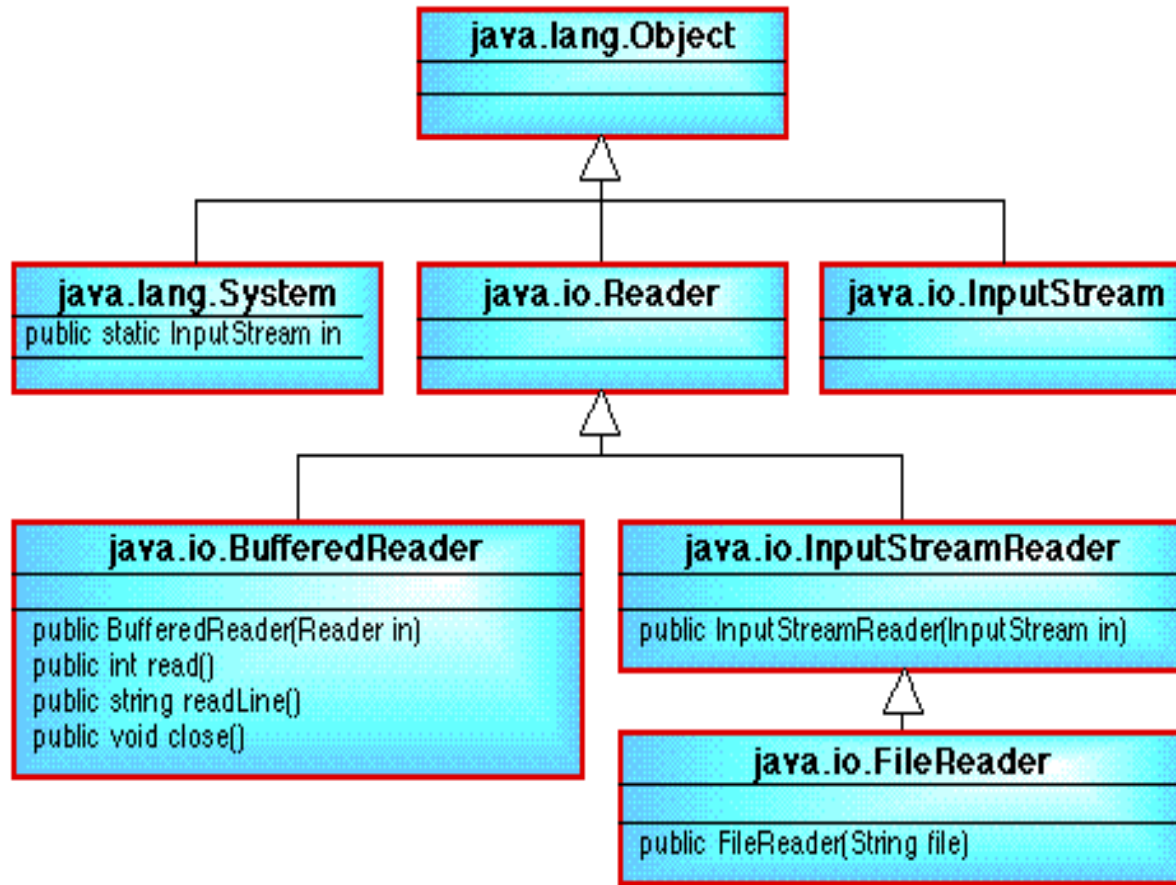 java.lang.Object
java.lang.System
public static InputStream in
java.io.Reader
java.io.InputStream
java.io.BufferedReader
public BufferedReader(Reader in)
public int read()
public string readLine()
public void close()
java.io.InputStreamReader
public InputStreamReader(InputStream in)
java.io.FileReader
public FileReader(String file)